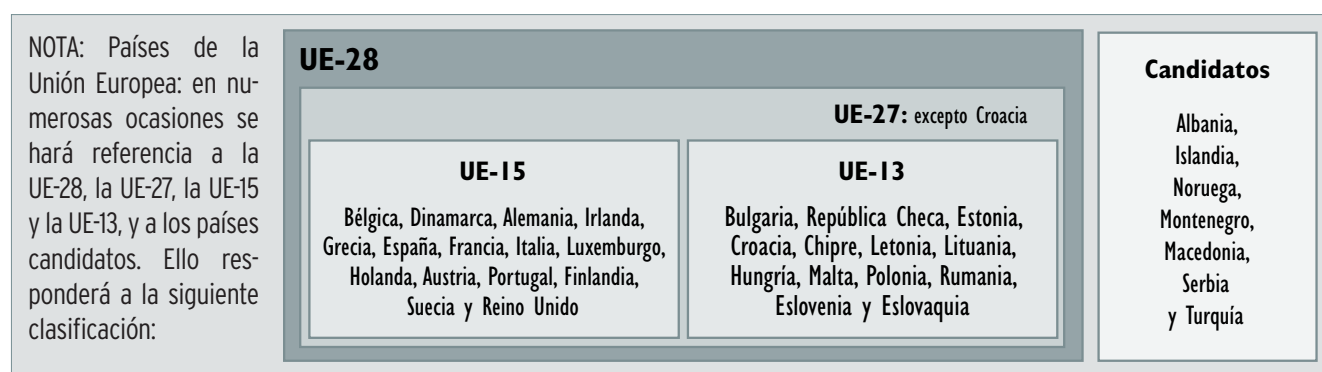 NOTA: Países de la
Unión Europea: en nu-
merosas ocasiones se
hará referencia a la
UE-28, la UE-27, la UE-15
y la UE-13, y a los países
candidatos. Ello res-
ponderá a la siguiente
clasificación:
UE-28
UE-27: excepto Croacia
UE-15
Bélgica, Dinamarca, Alemania, Irlanda,
Grecia, España, Francia, Italia, Luxemburgo,
Holanda, Austria, Portugal, Finlandia,
Suecia y Reino Unido
UE-13
Bulgaria, República Checa, Estonia,
Croacia, Chipre, Letonia, Lituania,
Hungría, Malta, Polonia, Rumania,
Eslovenia y Eslovaquia
Candidatos
Albania,
Islandia,
Noruega,
Montenegro,
Macedonia,
Serbia
y Turquía